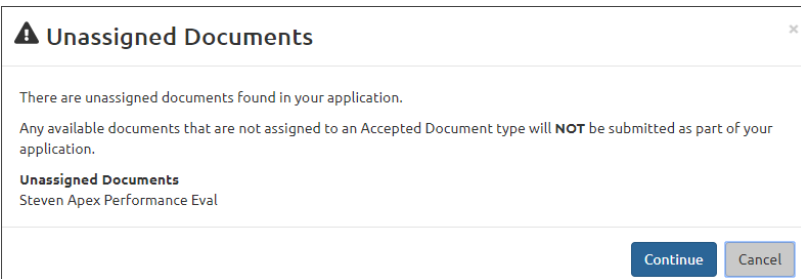 Unassigned Documents
×
There are unassigned documents found in your application.
Any available documents that are not assigned to an Accepted Document type will NOT be submitted as part of your
application.
Unassigned Documents
Steven Apex Performance Eval
Continue
Cancel